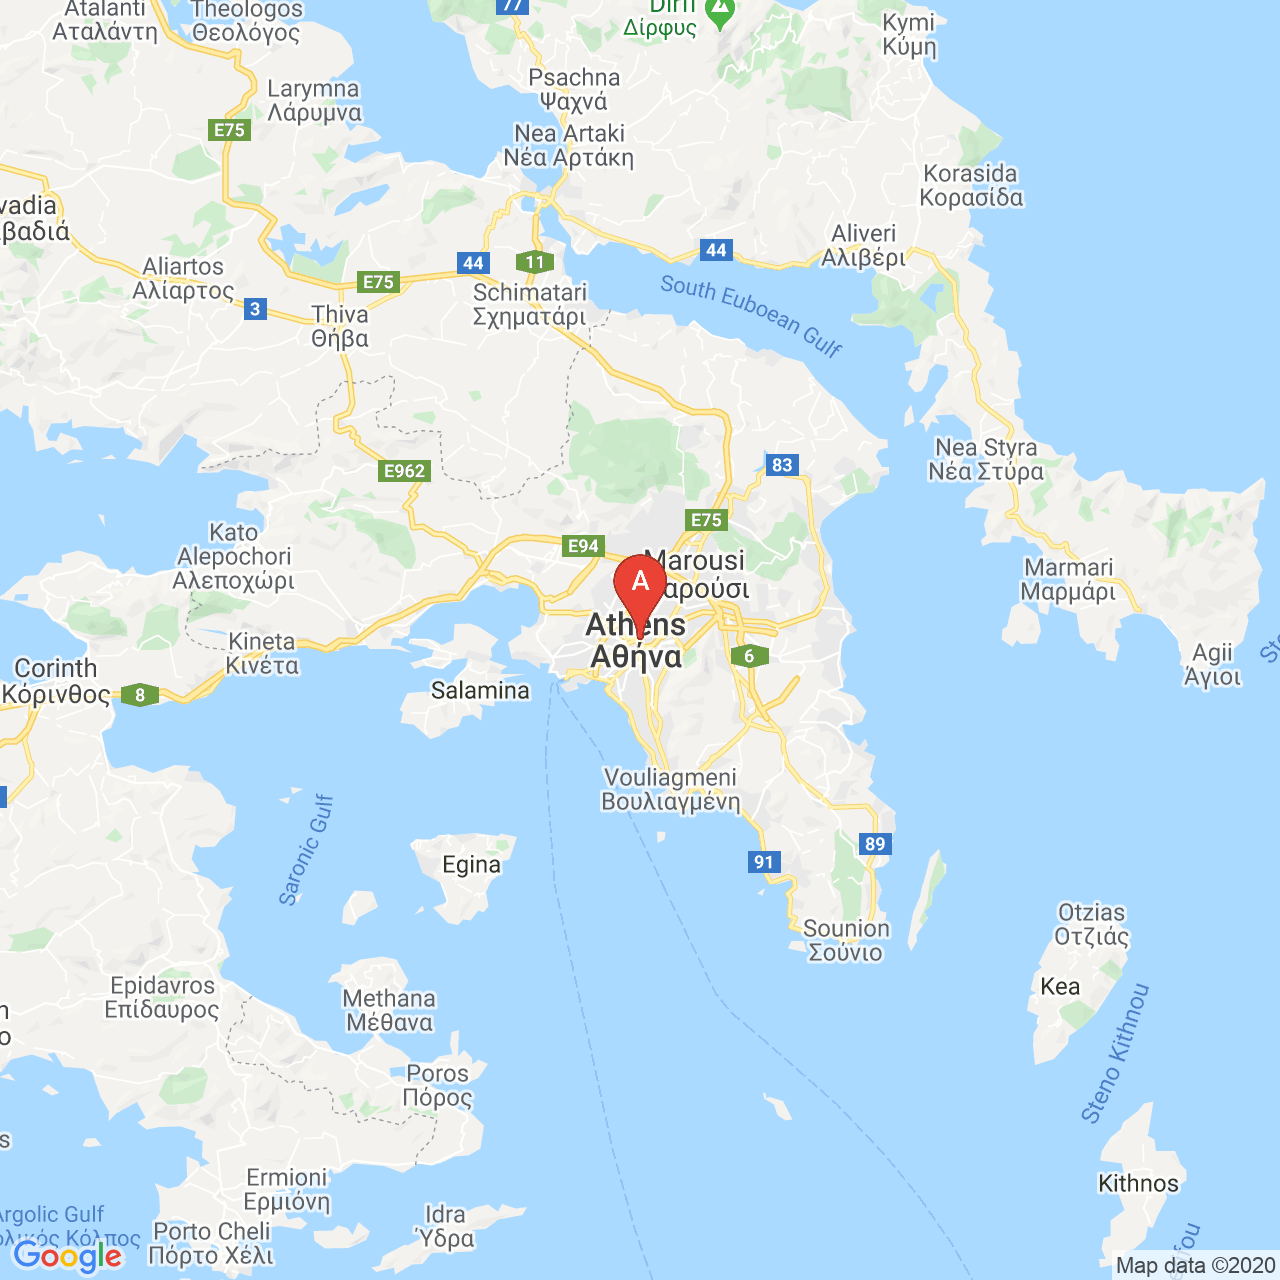 Atalanti
Αταλάντη
Theologos
Θεολόγος
77
Dirfi
Δίρφυς
Kymi
Κύμη
Larymna
Λάρυμνα
Psachna
Ψαχνά
E75
Nea Artaki
Νέα Αρτάκη
Korasida
Κορασίδα
vadia
βαδιά
Aliveri
Αλιβέρι
44
11
44
Aliartos
Αλίαρτος
E75
South Euboean Gulf
Schimatari
Σχηματάρι
3
Thiva
Θήβα
Nea Styra
Νέα Στύρα
83
E962
E75
Kato
Alepochori
Αλεποχώρι
E94
Marousi
αρούσι
A
Marmari
Μαρμάρι
Athens
Αθήνα
Kineta
Κινέτα
6
Agii
Άγιοι
Corinth
Κόρινθος
8
Salamina
Vouliagmeni
Βουλιαγμένη
Saronic Gulf
89
91
Egina
Otzias
Οτζιάς
Sounion
Σούνιο
Kea
Epidavros
Επίδαυρος
Methana
Μέθανα
Steno Kithnou
Poros
Πόρος
Kithnos
Ermioni
Ερμιόνη
Argolic Gulf
ολικός Κόλπος
Porto Cheli
Πόρτο Χέλι
Idra
Ύδρα
Google
Map data ©2020